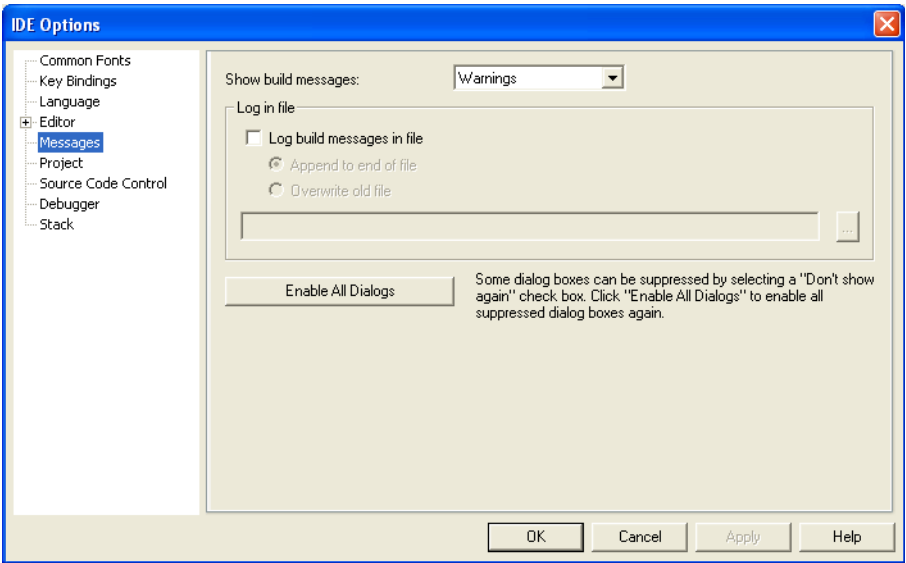 IDE Options
Common Fonts
Key Bindings
Language
Editor
Messages
Project
Source Code Control
Debugger
Stack
Show build messages:
Warnings
Log in file
Log build messages in file
Append to end of file
Overwrite old file
...
Enable All Dialogs
Some dialog boxes can be suppressed by selecting a "Don't show
again" check box. Click "Enable All Dialogs" to enable all
suppressed dialog boxes again.
OK
Cancel
Apply
Help